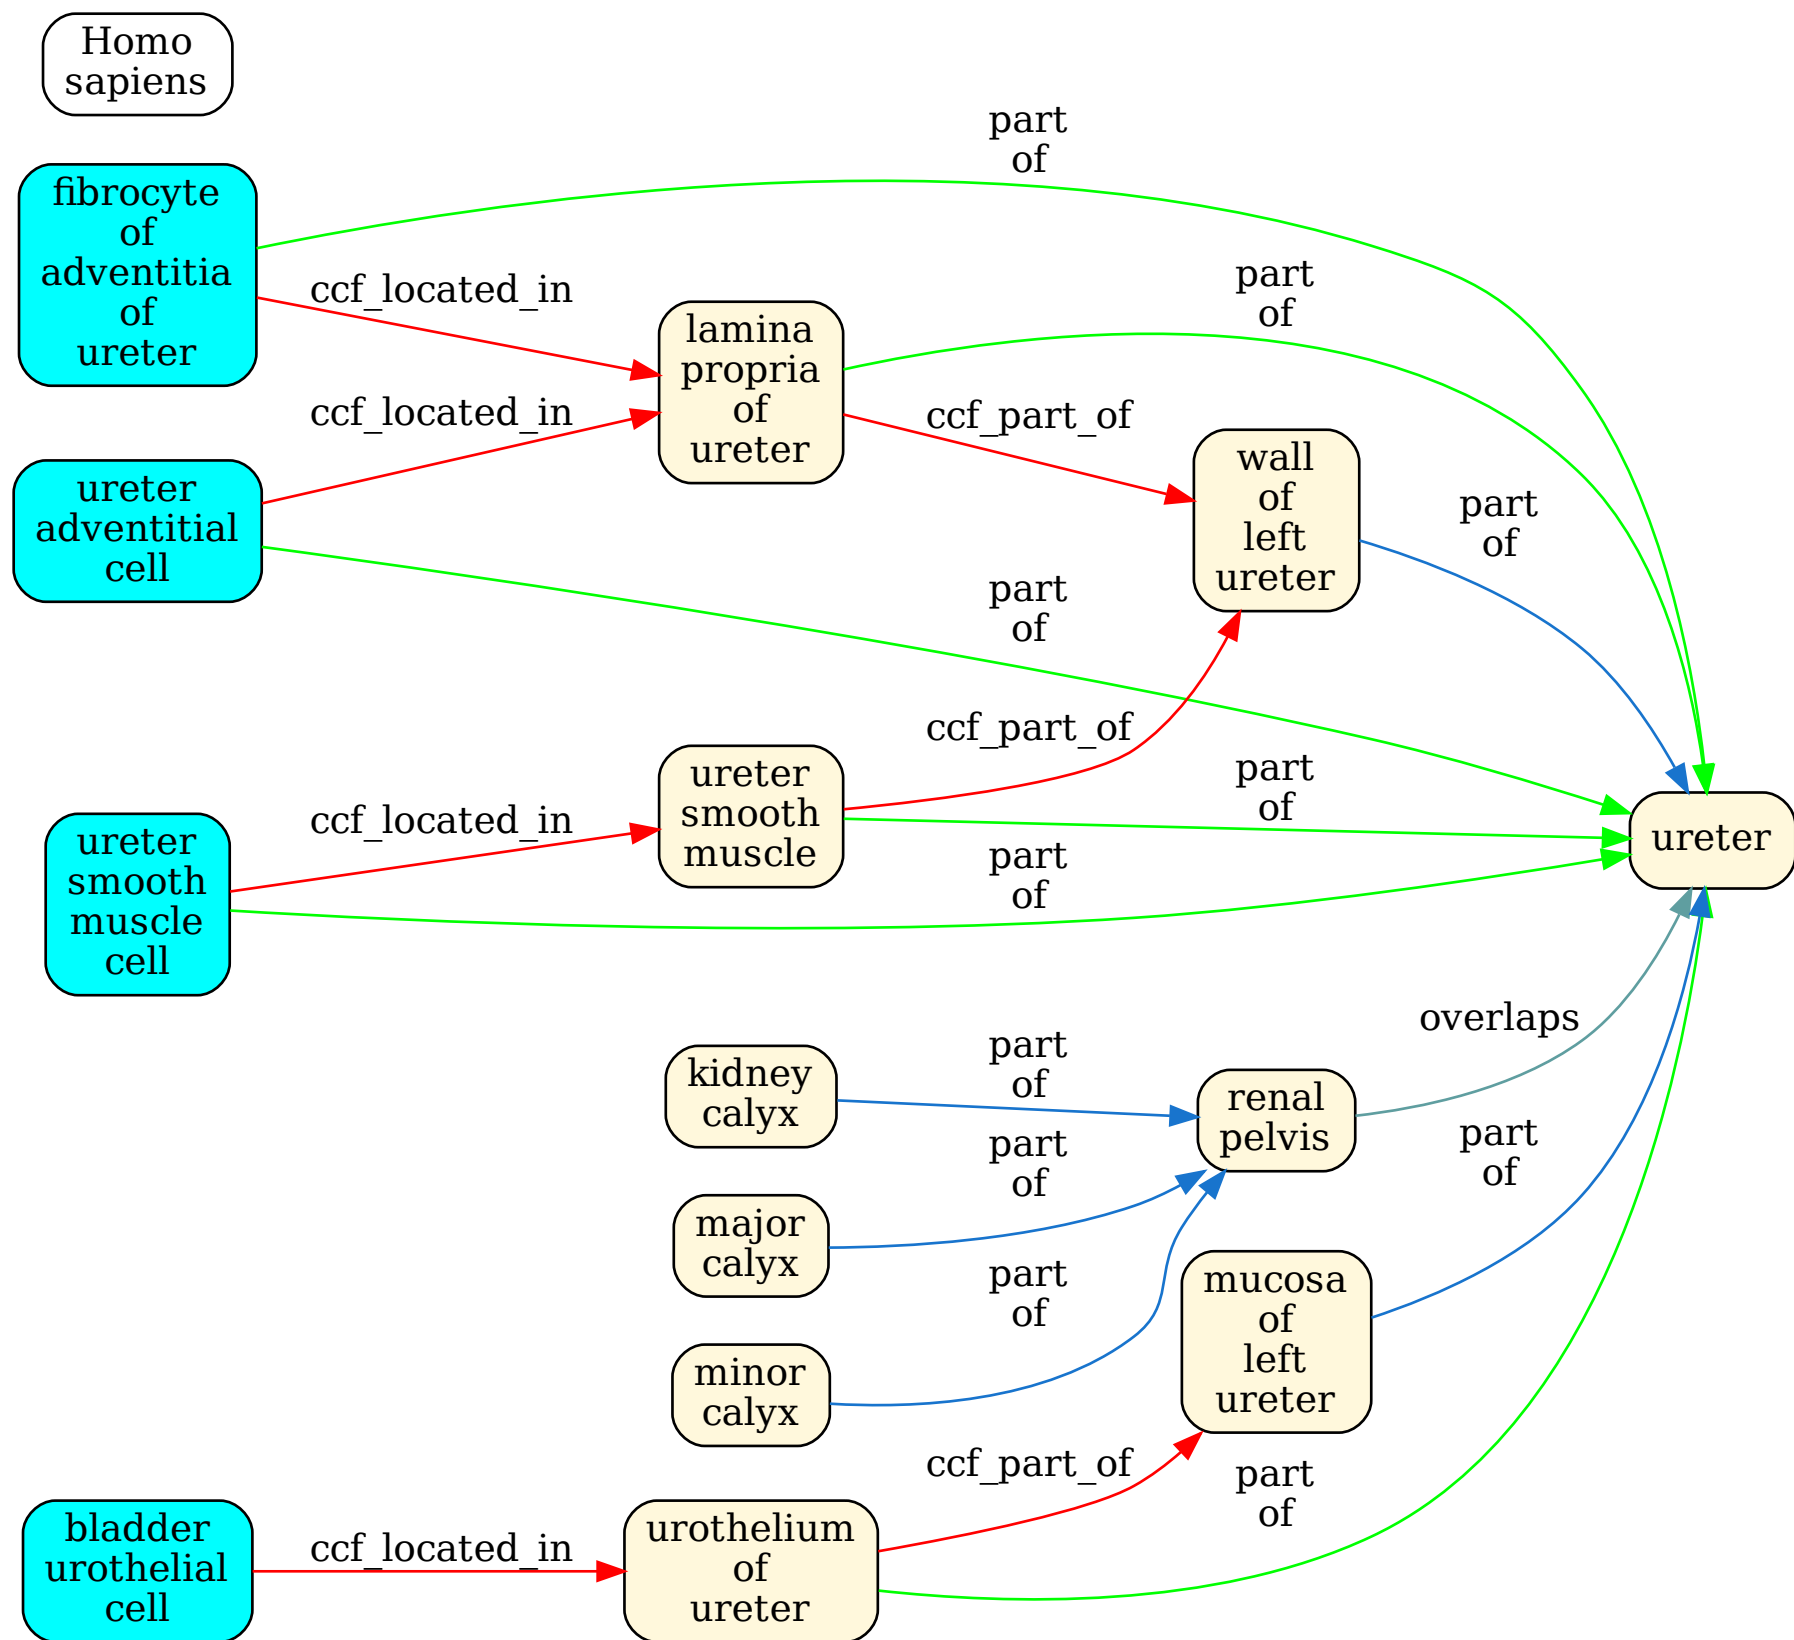 Homo
sapiens
part
of
fibrocyte
of
adventitia
of
ureter
ccf_located_in
part
of
lamina
propria
of
ureter
ccf_located_in
ccf_part_of
wall
of
left
ureter
part
of
ureter
adventitial
cell
part
of
ccf_part_of
ureter
smooth
muscle
part
of
ureter
ureter
smooth
muscle
cell
ccf_located_in
part
of
overlaps
kidney
calyx
part
of
renal
pelvis
part
of
major
calyx
part
of
mucosa
of
left
ureter
part
of
minor
calyx
ccf_part_of
part
of
bladder
urothelial
cell
ccf_located_in
urothelium
of
ureter